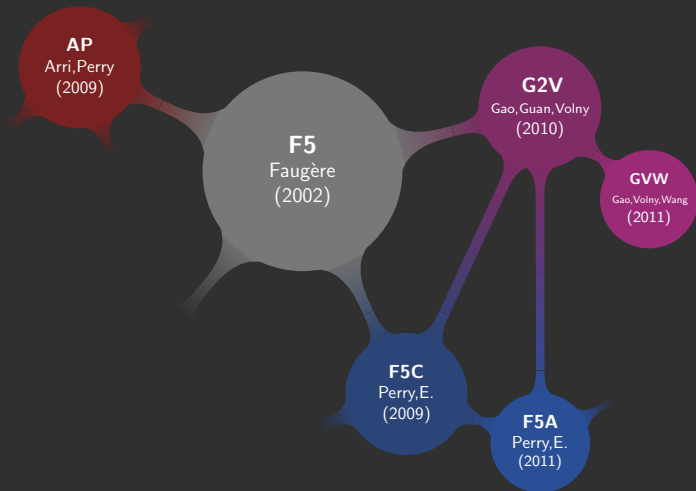 AP
Arri,Perry
(2009)
F5
Faugère
(2002)
G2V
Gao,Guan,Volny
(2010)
GVW
Gao,Volny,Wang
(2011)
F5C
Perry,E.
(2009)
F5A
Perry,E.
(2011)